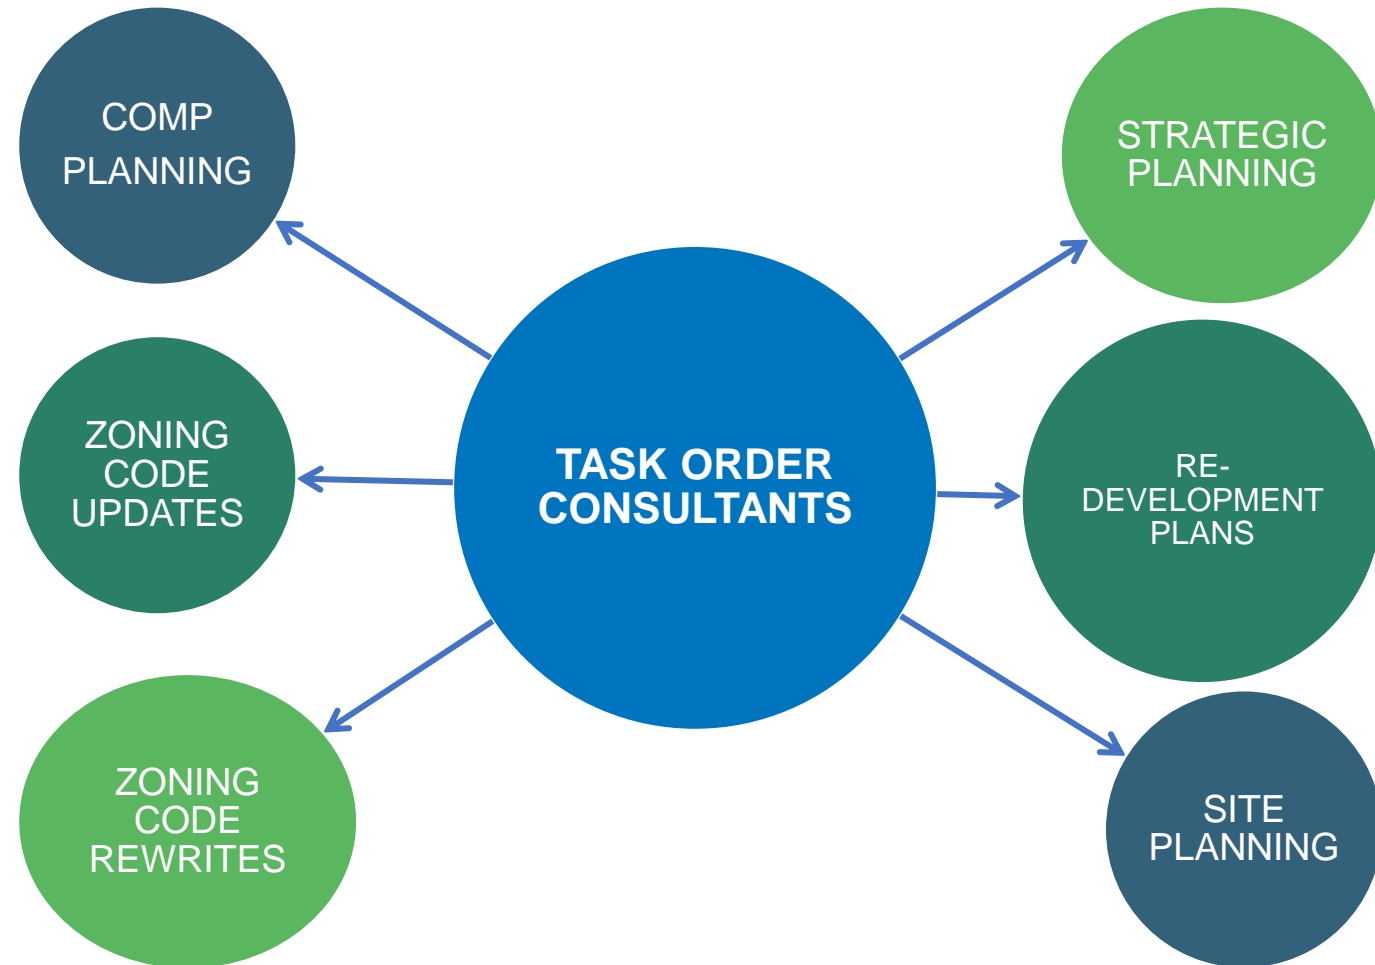 COMP
PLANNING
ZONING
CODE
UPDATES
ZONING
CODE
REWRITES
TASK ORDER
CONSULTANTS
STRATEGIC
PLANNING
RE-
DEVELOPMENT
PLANS
SITE
PLANNING